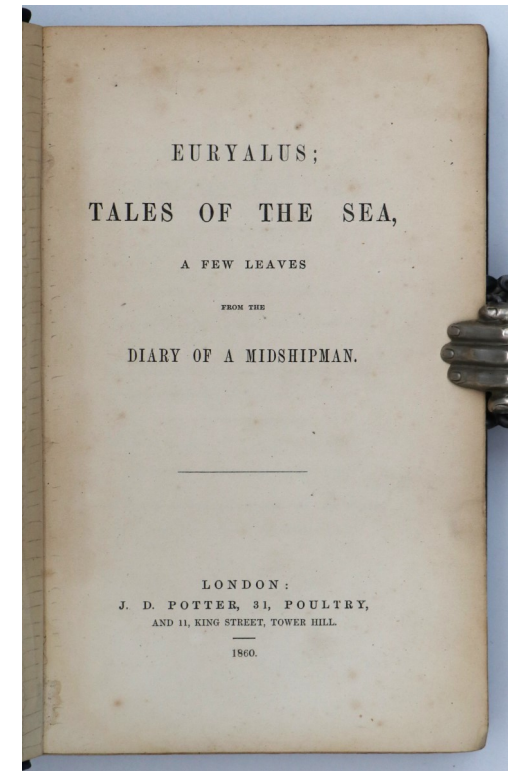 EURYALUS;
TALES OF THE SEA,
A FEW LEAVES
FROM THE
DIARY OF A MIDSHIPMAN.
LONDON:
J. D. POTTER, 31, POULTRY,
AND 11, KING STREET, TOWER HILL.
1860.